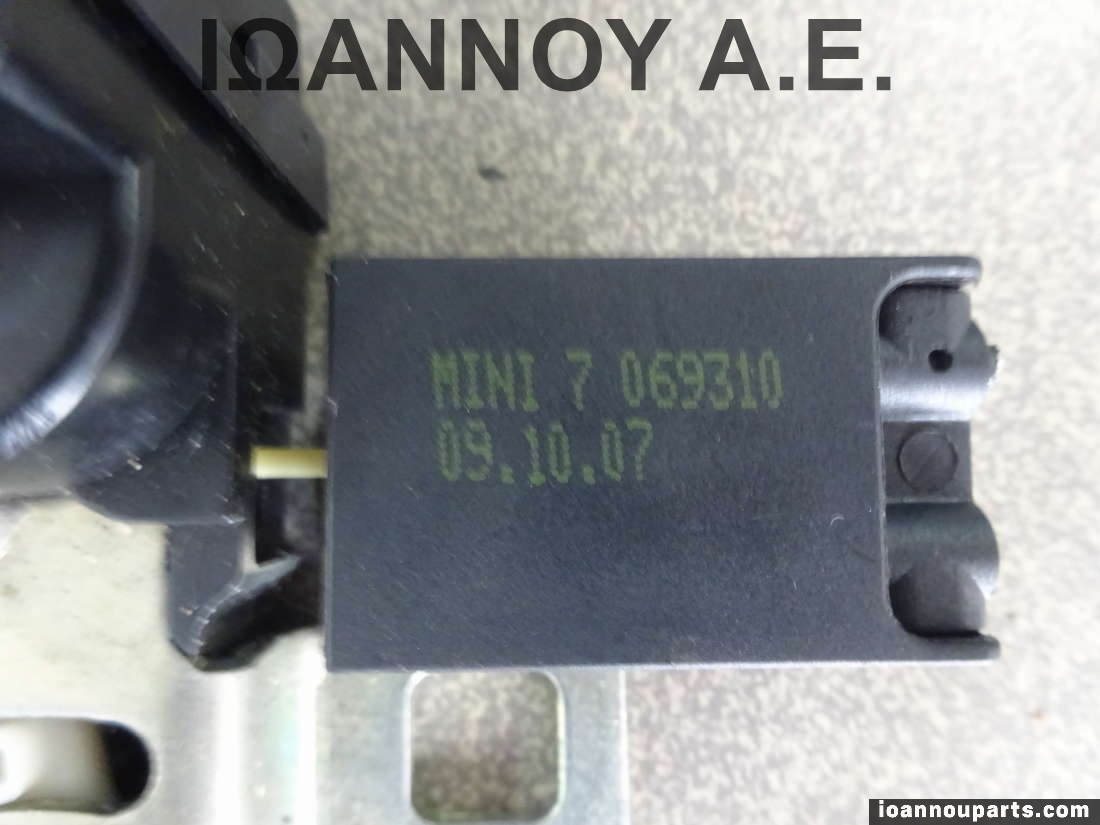 ΙΩΑΝΝΟΥ Α.Ε.
MINI 7 069310
09.10.07
ioannouparts.com